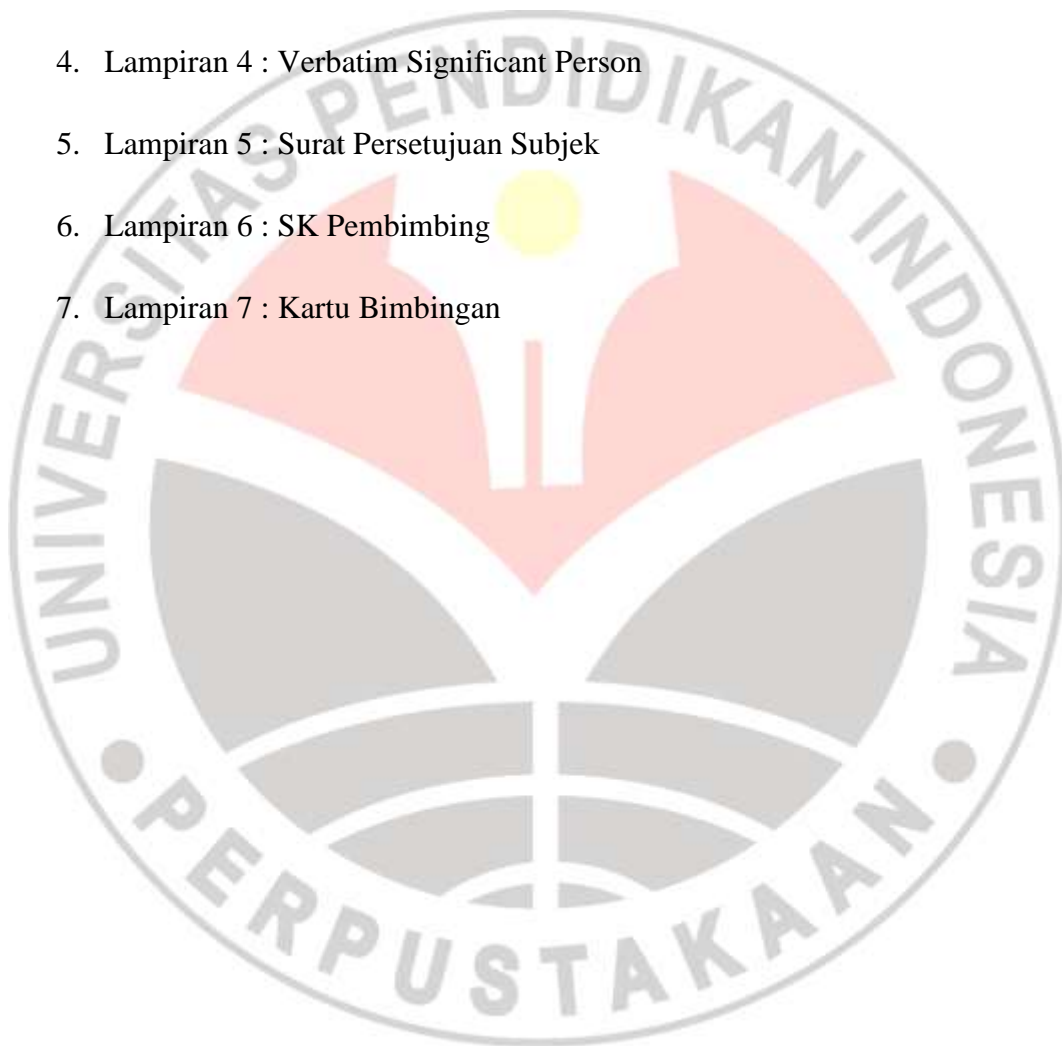 4. Lampiran 4 : Verbatim Significant Person
5. Lampiran 5 : Surat Persetujuan Subjek
6. Lampiran 6 : SK Pembimbing
7. Lampiran 7 : Kartu Bimbingan
UNIVERSITAS PENDIDIKAN INDONESIA
PERPUSTAKAAN